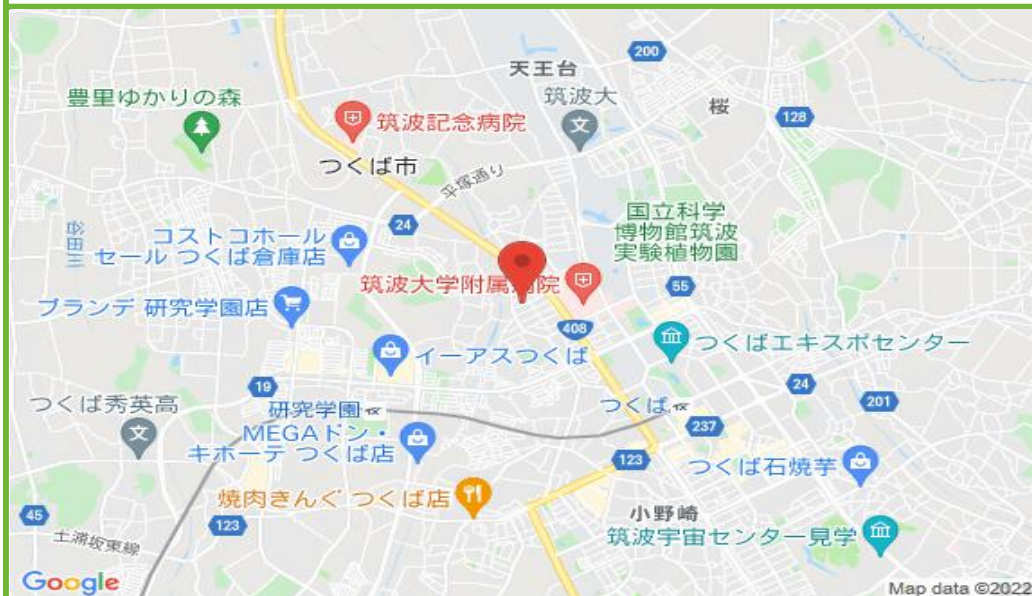 200
天王台
豊里ゆかりの森
筑波大
桜
128
筑波記念病院
つくば市
平塚通り
国立科学
博物館筑波
実験植物園
谷田川
24
コストコホール
セール つくば倉庫店
筑波大学附属病院
55
ブランデ 研究学園店
408
つくばエキスポセンター
イーアスつくば
19
24
つくば秀英高
研究学園
つくば
201
MEGAドン・
キホーテ つくば店
237
123
つくば石焼芋
焼肉きんぐ つくば店
45
123
小野崎
土浦坂東線
筑波宇宙センター見学
Google
Map data ©2022